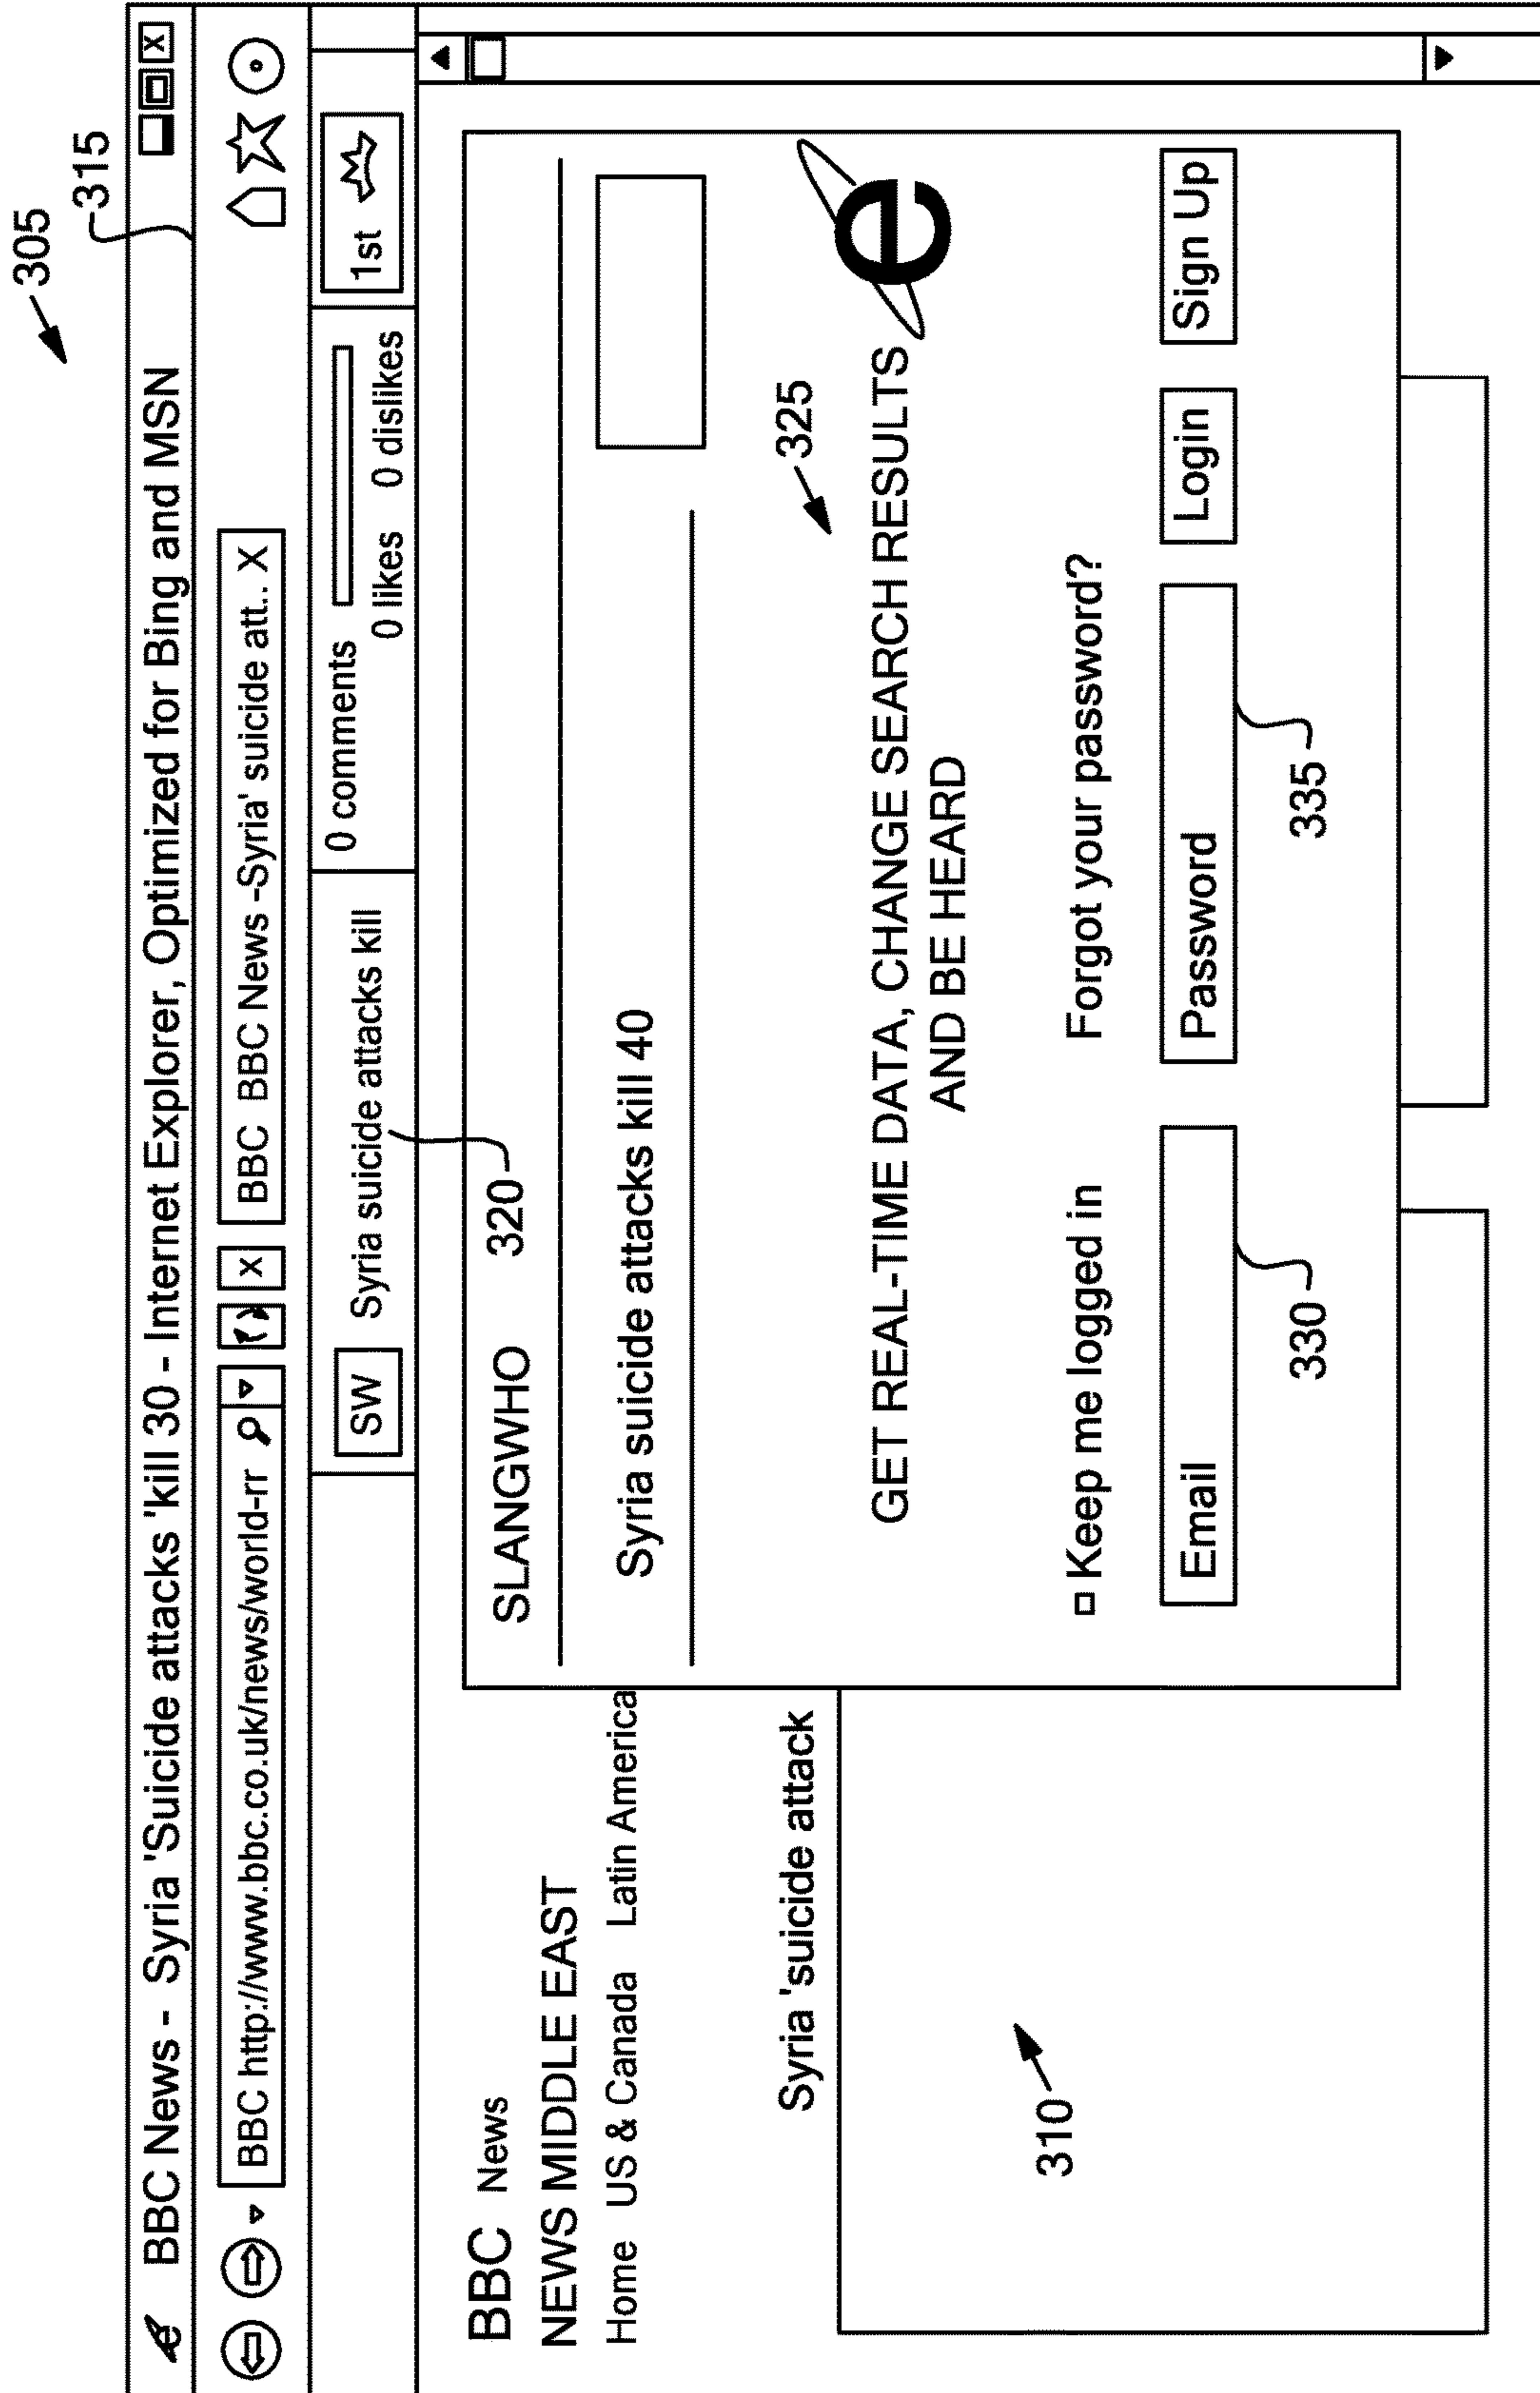 305
315
BBC News - Syria 'Suicide attacks 'kill 30 - Internet Explorer, Optimized for Bing and MSN
X
BBC http://www.bbc.co.uk/news/world-rr
X
BBC BBC News -Syria' suicide att.. X
SW
Syria suicide attacks kill
0 comments
0 likes 0 dislikes
1st
BBC News
NEWS MIDDLE EAST
Home US & Canada Latin America
Syria 'suicide attack
310
SLANGWHO
320
Syria suicide attacks kill 40
325
GET REAL-TIME DATA, CHANGE SEARCH RESULTS
AND BE HEARD
e
Keep me logged in
Forgot your password?
Email
Password
Login
Sign Up
330
335